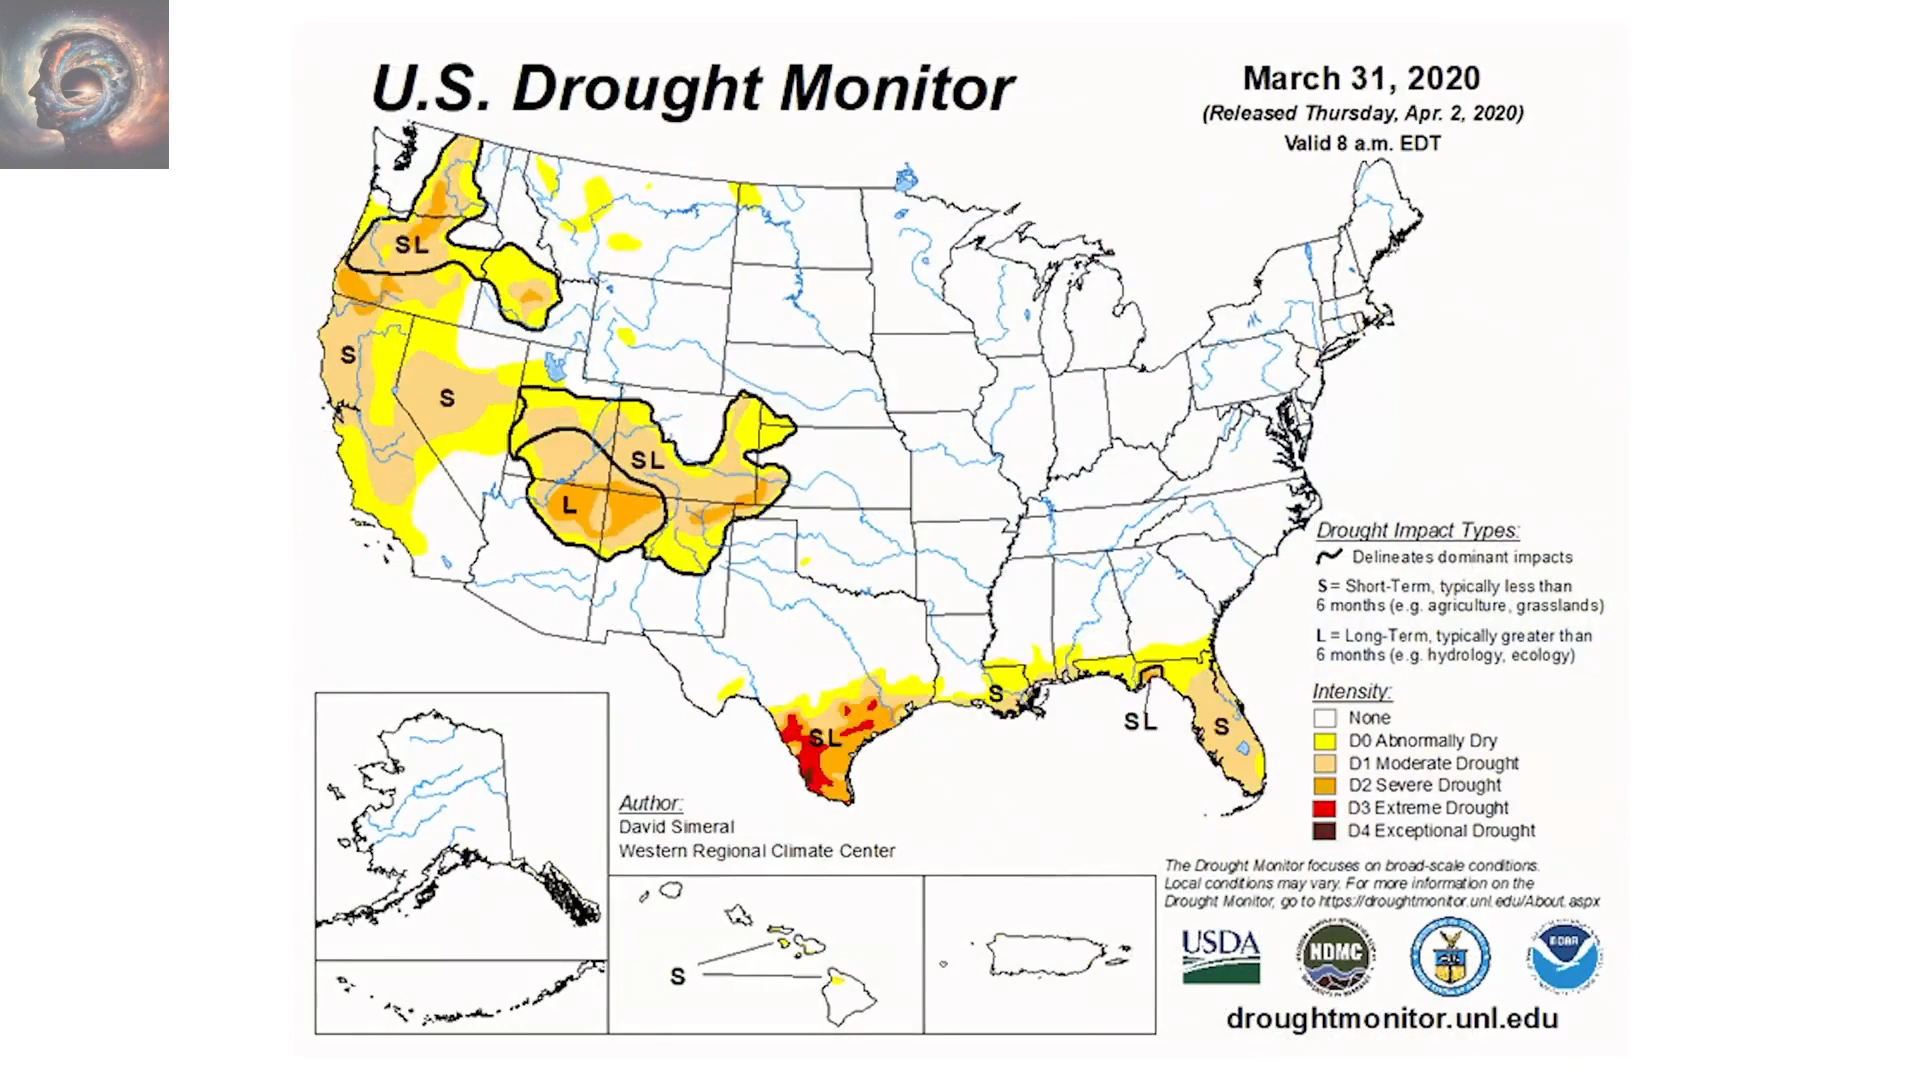 U.S. Drought Monitor
March 31, 2020
(Released Thursday, Apr. 2, 2020)
Valid 8 a.m. EDT
SL
S
S
SL
L
S
SL
SL
S
Drought Impact Types:
Delineates dominant impacts
S = Short-Term, typically less than
6 months (e.g. agriculture, grasslands)
L = Long-Term, typically greater than
6 months (e.g. hydrology, ecology)
Intensity:
None
D0 Abnormally Dry
D1 Moderate Drought
D2 Severe Drought
D3 Extreme Drought
D4 Exceptional Drought
Author:
David Simeral
Western Regional Climate Center
S
The Drought Monitor focuses on broad-scale conditions.
Local conditions may vary. For more information on the
Drought Monitor, go to https://droughtmonitor.unl.edu/About.aspx
USDA
NDMC
NOAA
droughtmonitor.unl.edu